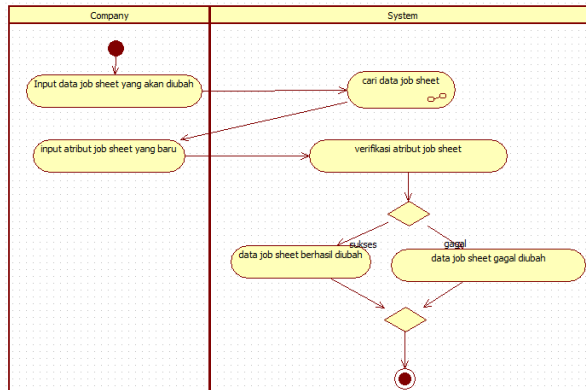 Company
System
Input data job sheet yang akan diubah
cari data job sheet
input atribut job sheet yang baru
verifikasi atribut job sheet
sukses
gagal
data job sheet berhasil diubah
data job sheet gagal diubah